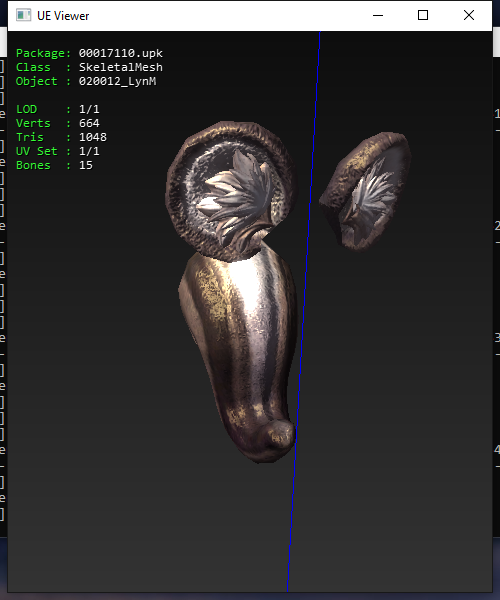 UE Viewer
Package: 00017110.upk
Class  : SkeletalMesh
Object : 020012_LynM
LOD    : 1/1
Verts  : 664
Tris   : 1048
UV Set : 1/1
Bones  : 15